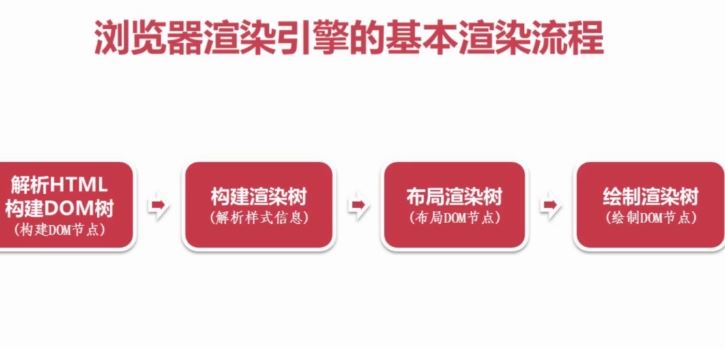 浏览器渲染引擎的基本渲染流程
解析HTML
构建DOM树
(构建DOM节点)
构建渲染树
(解析样式信息)
布局渲染树
(布局DOM节点)
绘制渲染树
(绘制DOM节点)